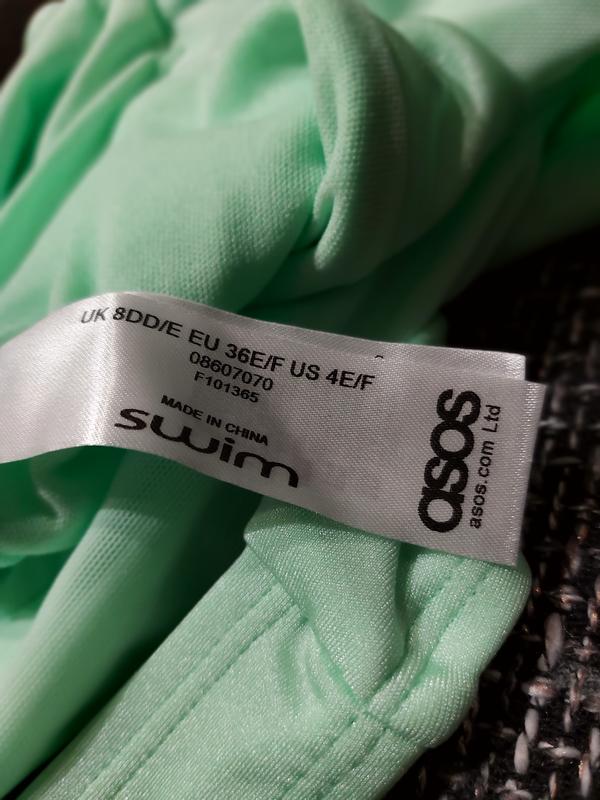 UK 8DD/E EU 36E/F US 4E/F
08607070
F101365
MADE IN CHINA
swim
asos
asos.com Ltd